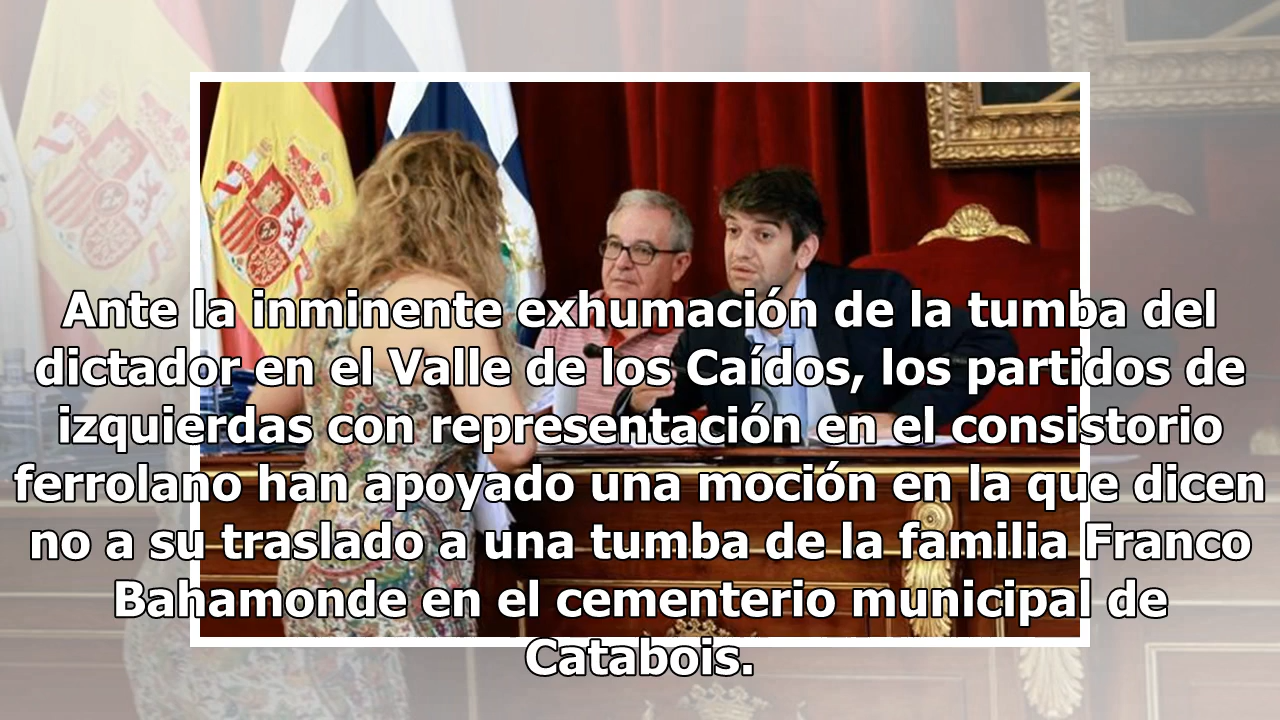 Ante la inminente exhumación de la tumba del
dictador en el Valle de los Caídos, los partidos de
izquierdas con representación en el consistorio
ferrolano han apoyado una moción en la que dicen
no a su traslado a una tumba de la familia Franco
Bahamonde en el cementerio municipal de
Catabois.